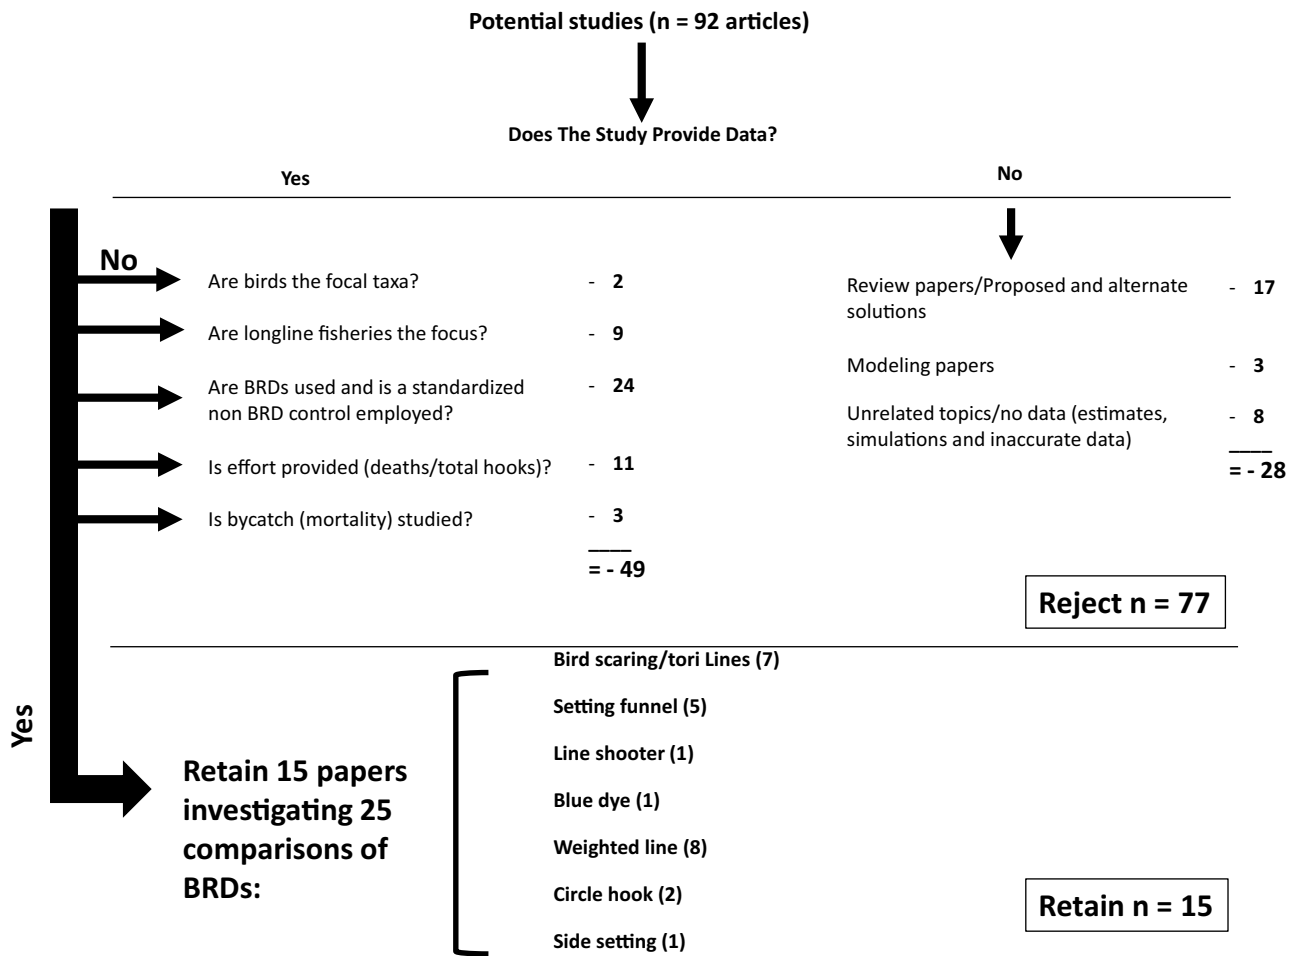 Potential studies (n = 92 articles)
Does The Study Provide Data?
Yes
No
No
Are birds the focal taxa?
- 2
Are longline fisheries the focus?
- 9
Are BRDs used and is a standardized
non BRD control employed?
- 24
Is effort provided (deaths/total hooks)?
- 11
Is bycatch (mortality) studied?
- 3
= - 49
Review papers/Proposed and alternate
solutions
- 17
Modeling papers
- 3
Unrelated topics/no data (estimates,
simulations and inaccurate data)
- 8
= - 28
Reject n = 77
Yes
Retain 15 papers
investigating 25
comparisons of
BRDs:
Bird scaring/tori Lines (7)
Setting funnel (5)
Line shooter (1)
Blue dye (1)
Weighted line (8)
Circle hook (2)
Side setting (1)
Retain n = 15